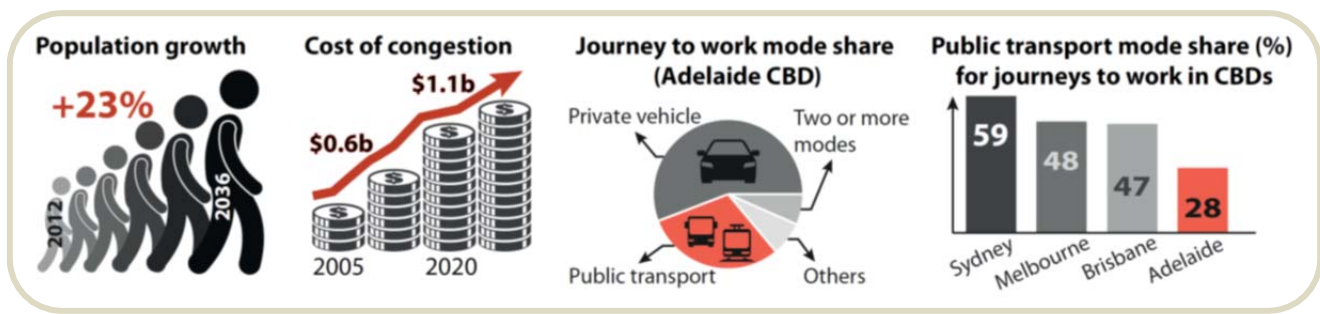 Population growth
+23%
2012
2036
Cost of congestion
$1.1b
$0.6b
$
$
$
$
2005
2020
Journey to work mode share
(Adelaide CBD)
Private vehicle
Two or more
modes
Public transport
Others
Public transport mode share (%)
for journeys to work in CBDs
59
48
47
28
Sydney
Melbourne
Brisbane
Adelaide